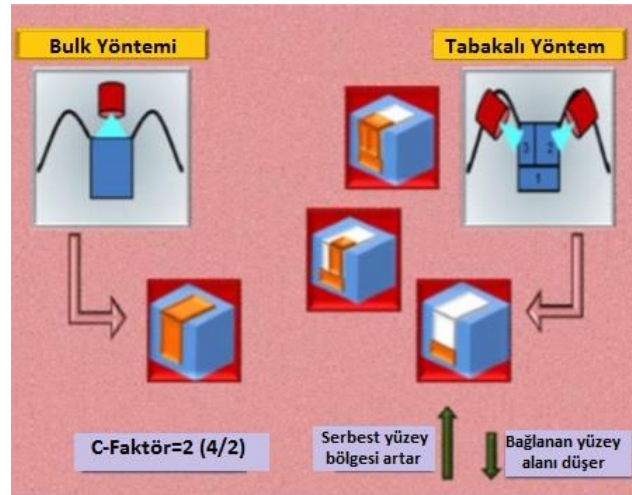 Bulk Yöntemi
Tabakalı Yöntem
3 2
1
C-Faktör=2 (4/2)
Serbest yüzey
bölgesi artar
Bağlanan yüzey
alanı düşer